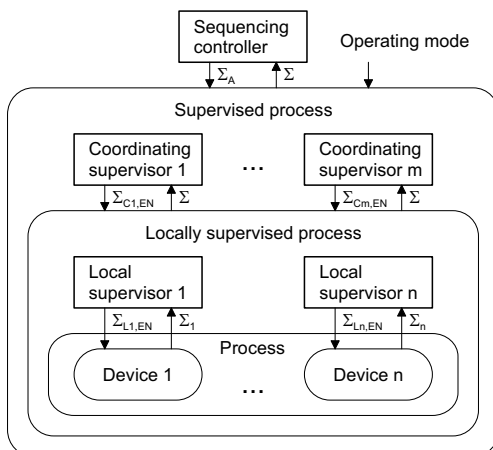 Sequencing
controller
Operating mode
Σ_A Σ
Supervised process
Coordinating
supervisor 1
...
Coordinating
supervisor m
Σ_C1,EN Σ Σ_Cm,EN Σ
Locally supervised process
Local
supervisor 1
Local
supervisor n
Σ_L1,EN Σ_1 Σ_Ln,EN Σ_n
Process
Device 1 ... Device n